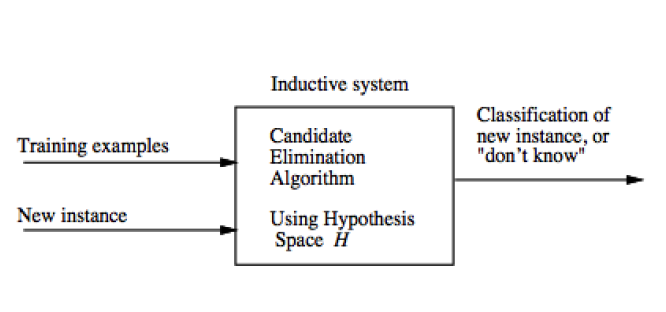 Inductive system
Training examples
New instance
Candidate
Elimination
Algorithm
Using Hypothesis
Space H
Classification of
new instance, or
"don't know"